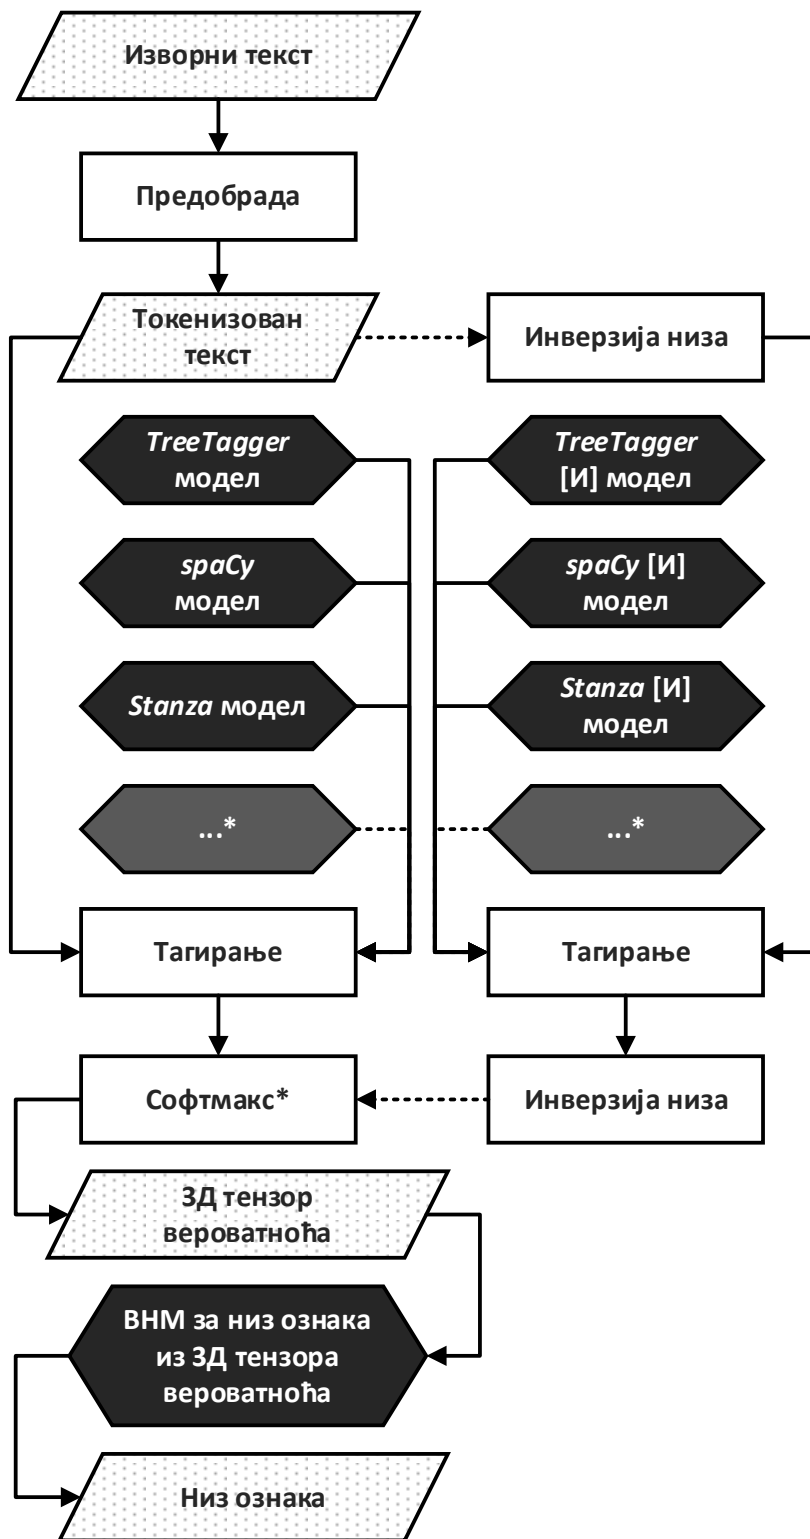 Изворни текст
Предобрада
Токенизован
текст
Инверзија низа
TreeTagger
модел
TreeTagger
[И] модел
spaCy
модел
spaCy [И]
модел
Stanza модел
Stanza [И]
модел
...*
...*
Тагирање
Тагирање
Софтмакс*
Инверзија низа
3Д тензор
вероватноћа
ВНМ за низ ознака
из 3Д тензора
вероватноћа
Низ ознака